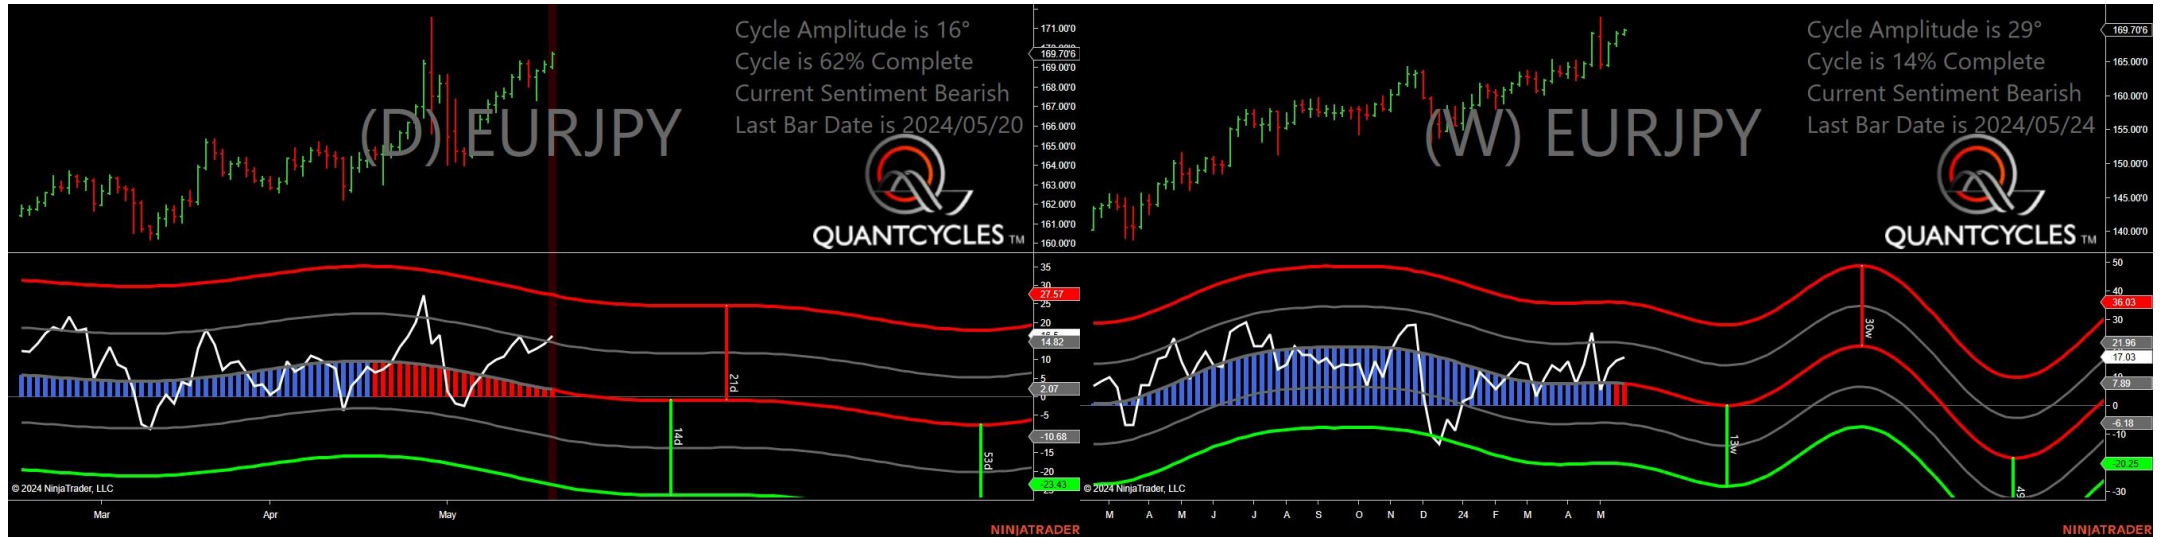 Cycle Amplitude is 16°
Cycle is 62% Complete
Current Sentiment Bearish
Last Bar Date is 2024/05/20
(D) EURJPY
QUANTCYCLES TM
171.00'0
169.70'6
169.00'0
168.00'0
167.00'0
166.00'0
165.00'0
164.00'0
163.00'0
162.00'0
161.00'0
160.00'0
35
30
27.57
25
20
14.82
10
5
2.07
0
-5
-10.68
-15
-20
-23.43
21d
14d
53d
© 2024 NinjaTrader, LLC
Mar Apr May
NINJATRADER
Cycle Amplitude is 29°
Cycle is 14% Complete
Current Sentiment Bearish
Last Bar Date is 2024/05/24
(W) EURJPY
QUANTCYCLES TM
169.70'6
165.00'0
160.00'0
155.00'0
150.00'0
145.00'0
140.00'0
50
40
36.03
30
21.96
17.03
7.89
0
-6.18
-10
-20.25
-30
30w
13w
49
© 2024 NinjaTrader, LLC
M A M J J A S O N D 24 F M A M
NINJATRADER